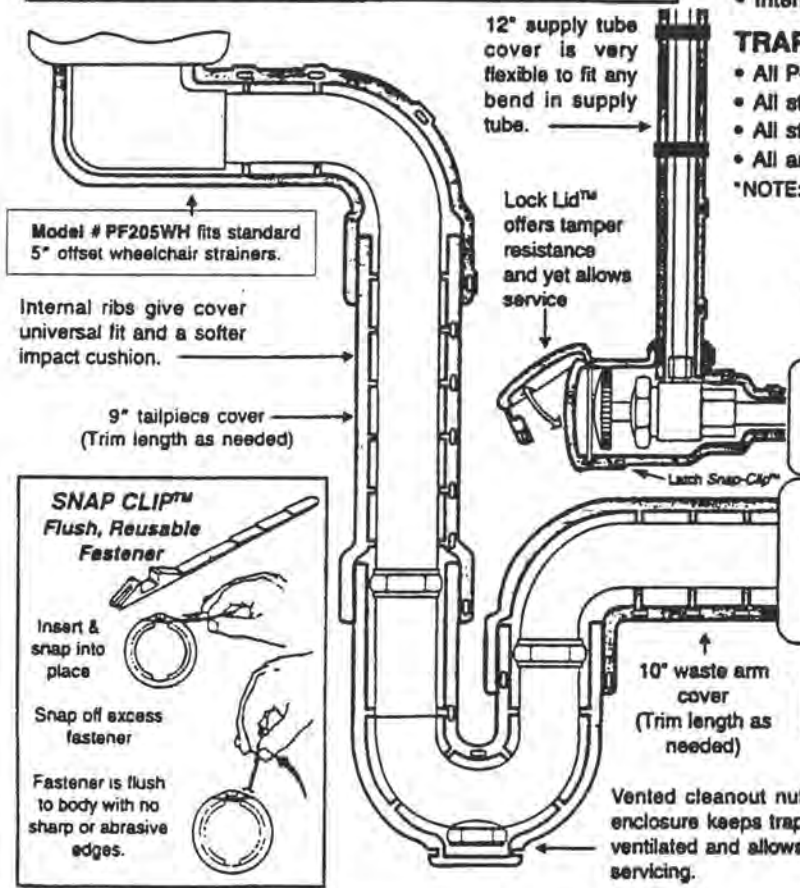 12" supply tube
cover is very
flexible to fit any
bend in supply
tube.
TRAP
• All P
• All st
• All st
• All a
*NOTE:
Lock Lid™
offers tamper
resistance
and yet allows
service
Model # PF205WH fits standard
5" offset wheelchair strainers.
Internal ribs give cover
universal fit and a softer
impact cushion.
9" tailpiece cover
(Trim length as needed)
Latch Snap-Clip™
SNAP CLIP™
Flush, Reusable
Fastener
Insert &
snap into
place
Snap off excess
fastener
Fastener is flush
to body with no
sharp or abrasive
edges.
10" waste arm
cover
(Trim length as
needed)
Vented cleanout nut
enclosure keeps trap
ventilated and allows
servicing.